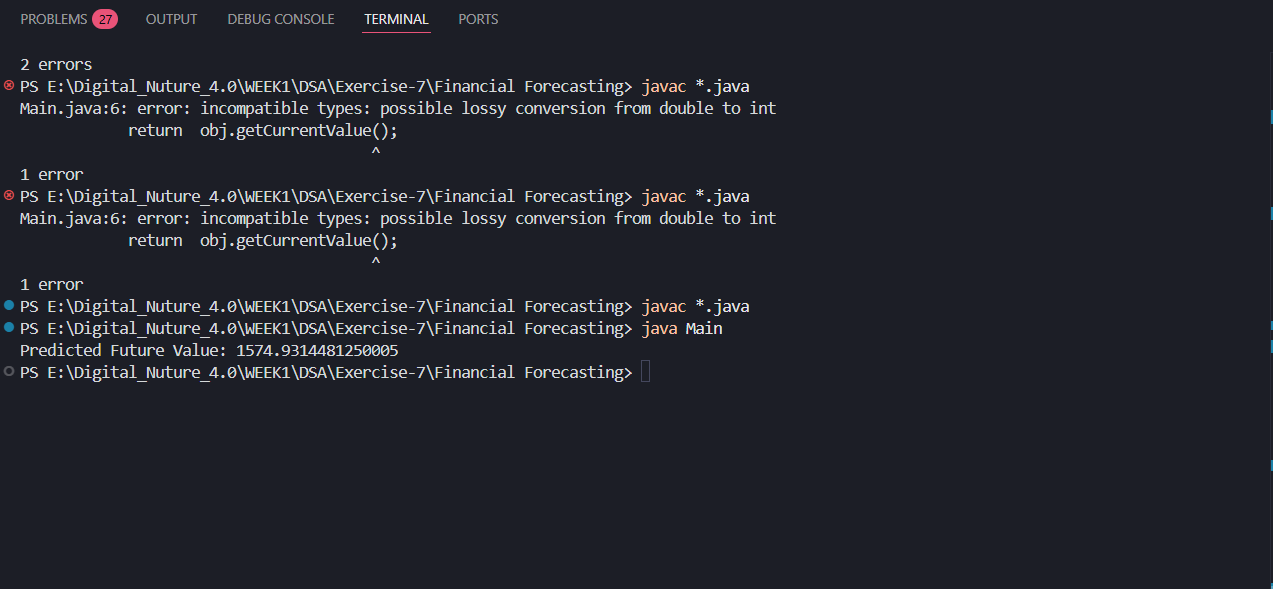 PROBLEMS 27 OUTPUT DEBUG CONSOLE TERMINAL PORTS
2 errors
PS E:\Digital_Nuture_4.0\WEEK1\DSA\Exercise-7\Financial Forecasting> javac *.java
Main.java:6: error: incompatible types: possible lossy conversion from double to int
            return  obj.getCurrentValue();
                                       ^
1 error
PS E:\Digital_Nuture_4.0\WEEK1\DSA\Exercise-7\Financial Forecasting> javac *.java
Main.java:6: error: incompatible types: possible lossy conversion from double to int
            return  obj.getCurrentValue();
                                       ^
1 error
PS E:\Digital_Nuture_4.0\WEEK1\DSA\Exercise-7\Financial Forecasting> javac *.java
PS E:\Digital_Nuture_4.0\WEEK1\DSA\Exercise-7\Financial Forecasting> java Main
Predicted Future Value: 1574.9314481250005
PS E:\Digital_Nuture_4.0\WEEK1\DSA\Exercise-7\Financial Forecasting>